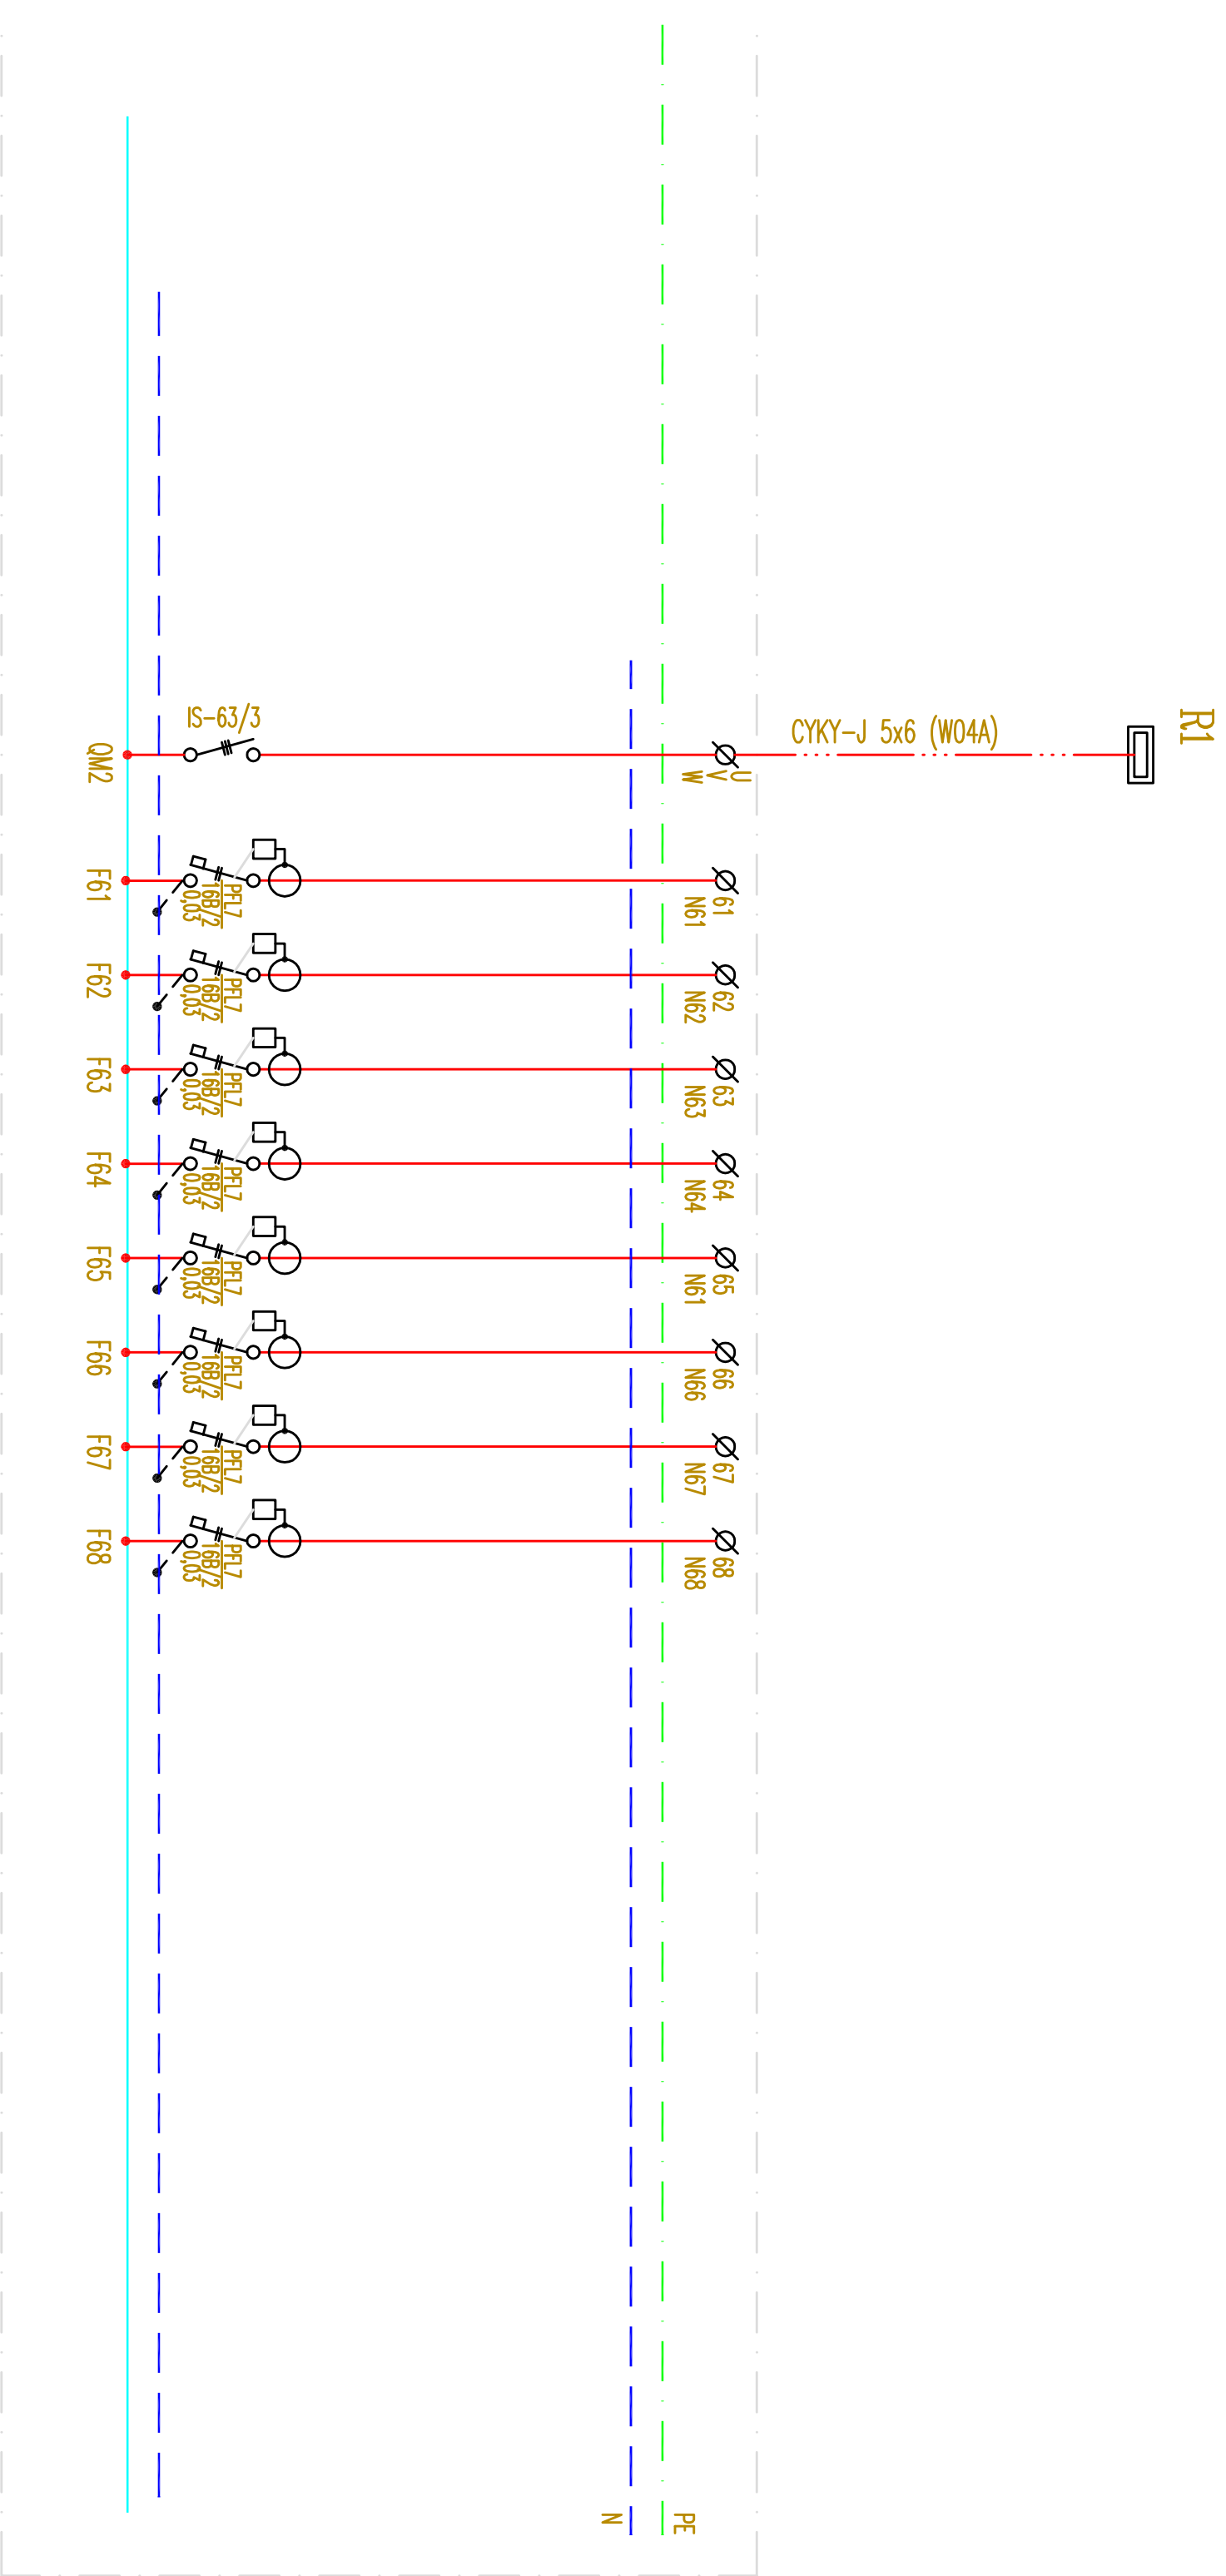 R1
IS-63/3
CYKY-J 5x6 (W04A)
QM2
U
V
W
F61
PFL7
16B/2
0,03
61
N61
F62
PFL7
16B/2
0,03
62
N62
F63
PFL7
16B/2
0,03
63
N63
F64
PFL7
16B/2
0,03
64
N64
F65
PFL7
16B/2
0,03
65
N61
F66
PFL7
16B/2
0,03
66
N66
F67
PFL7
16B/2
0,03
67
N67
F68
PFL7
16B/2
0,03
68
N68
N
PE